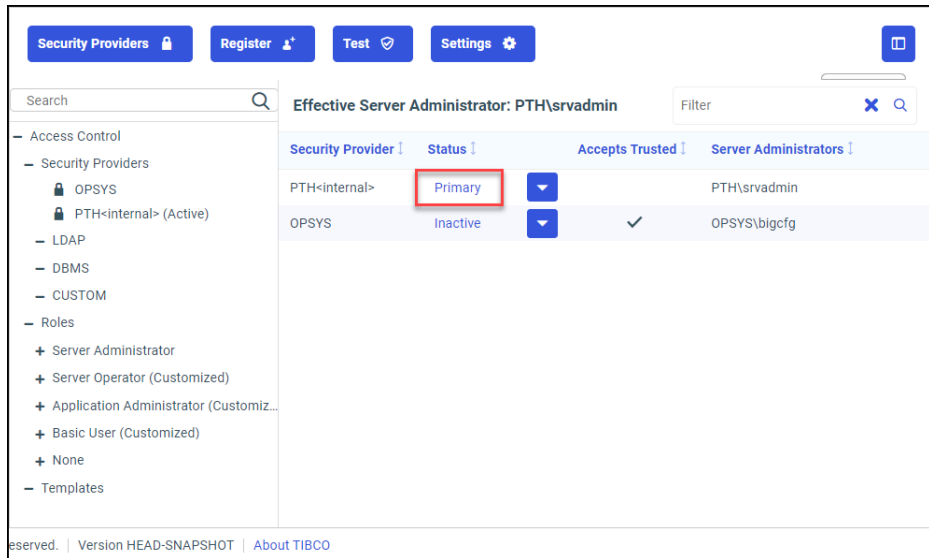 Security Providers
Register
Test
Settings
Search
Access Control
Security Providers
OPSYS
PTH<internal> (Active)
LDAP
DBMS
CUSTOM
Roles
Server Administrator
Server Operator (Customized)
Application Administrator (Customiz...
Basic User (Customized)
None
Templates
Effective Server Administrator: PTH\srvadmin
Filter
Security Provider Status Accepts Trusted Server Administrators
PTH<internal> Primary PTH\srvadmin
OPSYS Inactive OPSYS\bigcfg
eserved. | Version HEAD-SNAPSHOT | About TIBCO